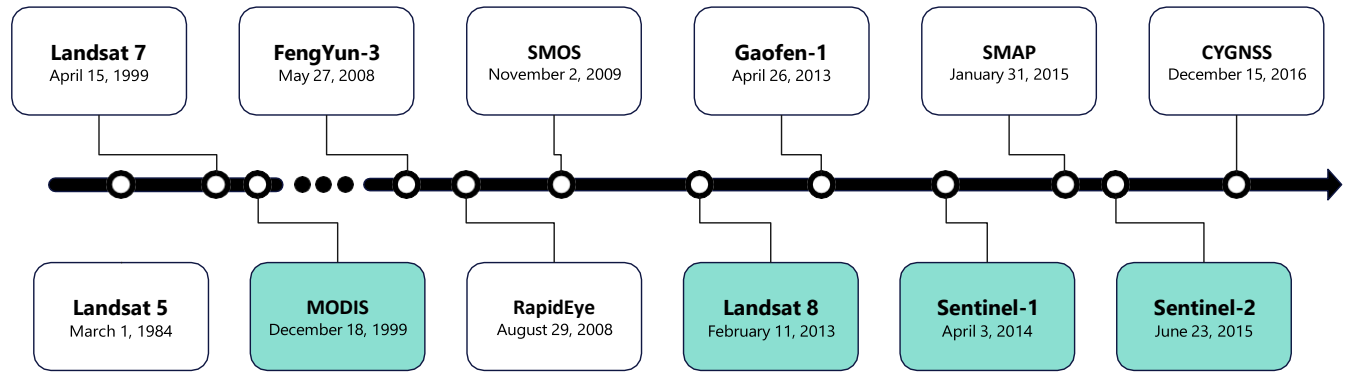 Landsat 7
April 15, 1999
FengYun-3
May 27, 2008
SMOS
November 2, 2009
Gaofen-1
April 26, 2013
SMAP
January 31, 2015
CYGNSS
December 15, 2016
Landsat 5
March 1, 1984
MODIS
December 18, 1999
RapidEye
August 29, 2008
Landsat 8
February 11, 2013
Sentinel-1
April 3, 2014
Sentinel-2
June 23, 2015